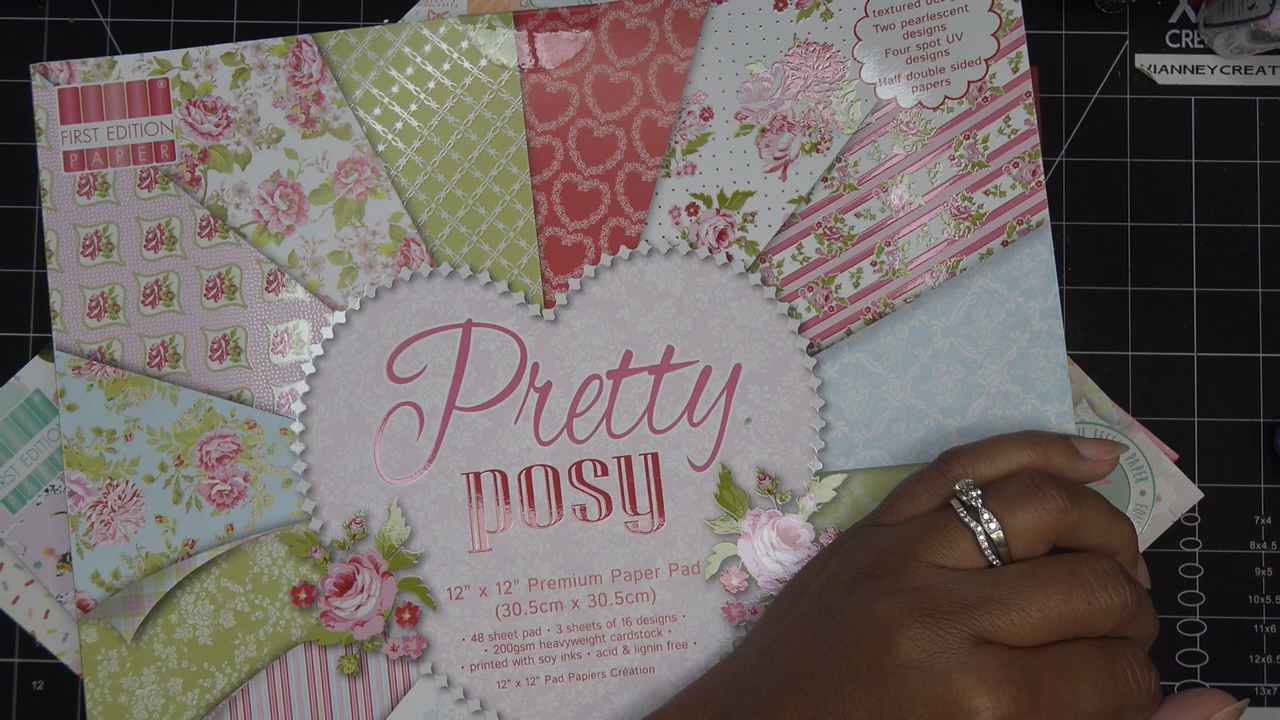 textured
Two pearlescent
designs
Four spot UV
designs
Half double sided
papers
FIRST EDITION
PAPER
Pretty
posy
12" x 12" Premium Paper Pad
(30.5cm x 30.5cm)
• 48 sheet pad • 3 sheets of 16 designs •
• 200gsm heavyweight cardstock •
• printed with soy inks • acid & lignin free •
12" x 12" Pad Papiers Création
XIANNEYCREAT
FIRST EDITION
PAPER
7x4
8x4.5
9x5
10x5.5
11x6
12x6.5
13x7
12